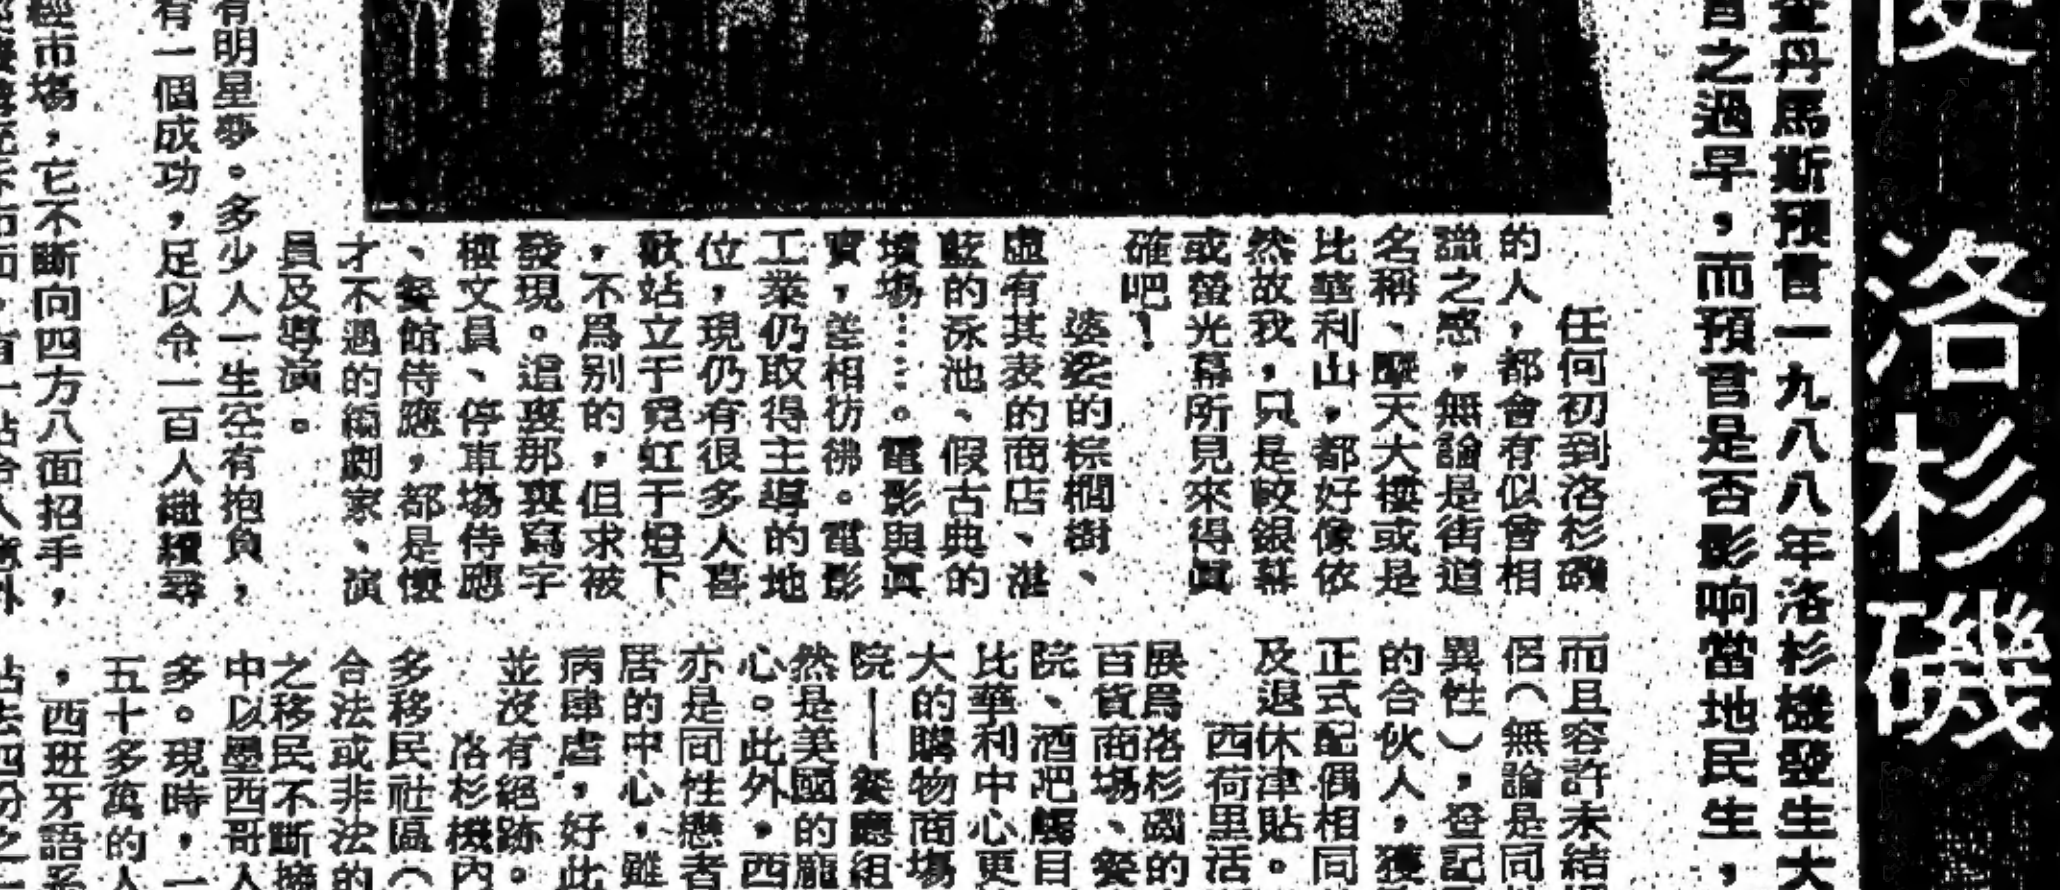 洛杉磯
丹馬斯預言一九八八年洛杉機發生大
之過早，而預言是否影响當地民生，
任何初到洛杉磯
的人，都會有似曾相
識之感，無論是街道
名稱、摩天大樓或是
比華利山，都好像依
然故我，只是較銀幕
或螢光幕所見來得眞
確吧！
婆娑的棕櫚樹、
虛有其表的商店、湛
藍的泳池、假古典的
墳場……。電影與眞
實，差相彷彿。電影
工業仍取得主導的地
位，現仍有很多人喜
歡站立于霓虹干燈下
，不爲别的，但求被
發現。這裏那裏寫字
樓文員、停車場侍應
、餐館侍應，都是懷
才不遇的編劇家、演
員及導演。
有明星夢。多少人一生空有抱負，
有一個成功，足以令一百人繼續尋
市場，它不斷向四方八面招手，
而且容許未結
侶（無論是同
異性），登記
的合伙人，獲
正式配偶相同
及退休津貼。
西荷里活
展爲洛杉磯的
百貨商場、餐
院、酒吧觸目
比華利中心更
大的購物商場
院——餐廳組
然是美國的龐
心。此外，西
亦是同性戀者
居的中心，雖
病肆虐，好此
並沒有絕跡。
洛杉機内
多移民社區（
合法或非法的
之移民不斷擁
中以墨西哥人
多。現時，一
五十多萬的人
，西班牙語